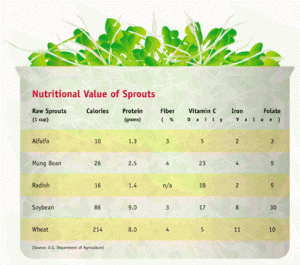 Nutritional Value of Sprouts
Raw Sprouts Calories Protein Fiber Vitamin C Iron Folate
(1 cup) (grams) ( % D a i l y V a l u e )
Alfalfa 10 1.3 3 5 2 3
Mung Bean 26 2.5 4 23 4 9
Radish 16 1.4 n/a 18 2 9
Soybean 86 9.0 3 17 8 30
Wheat 214 8.0 4 5 11 10
(Source: U.S. Department of Agriculture)